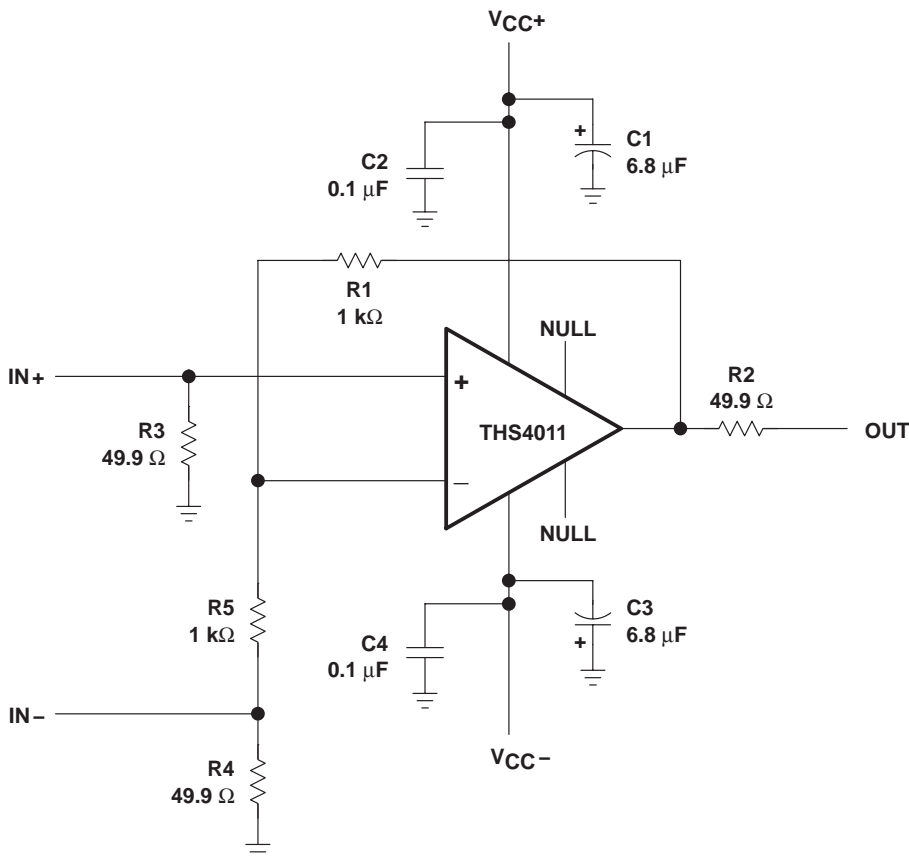 VCC+
C2
0.1 μF
+
C1
6.8 μF
R1
1 kΩ
NULL
IN+
+
THS4011
R2
49.9 Ω
OUT
R3
49.9 Ω
−
NULL
R5
1 kΩ
C4
0.1 μF
+
C3
6.8 μF
IN−
VCC−
R4
49.9 Ω